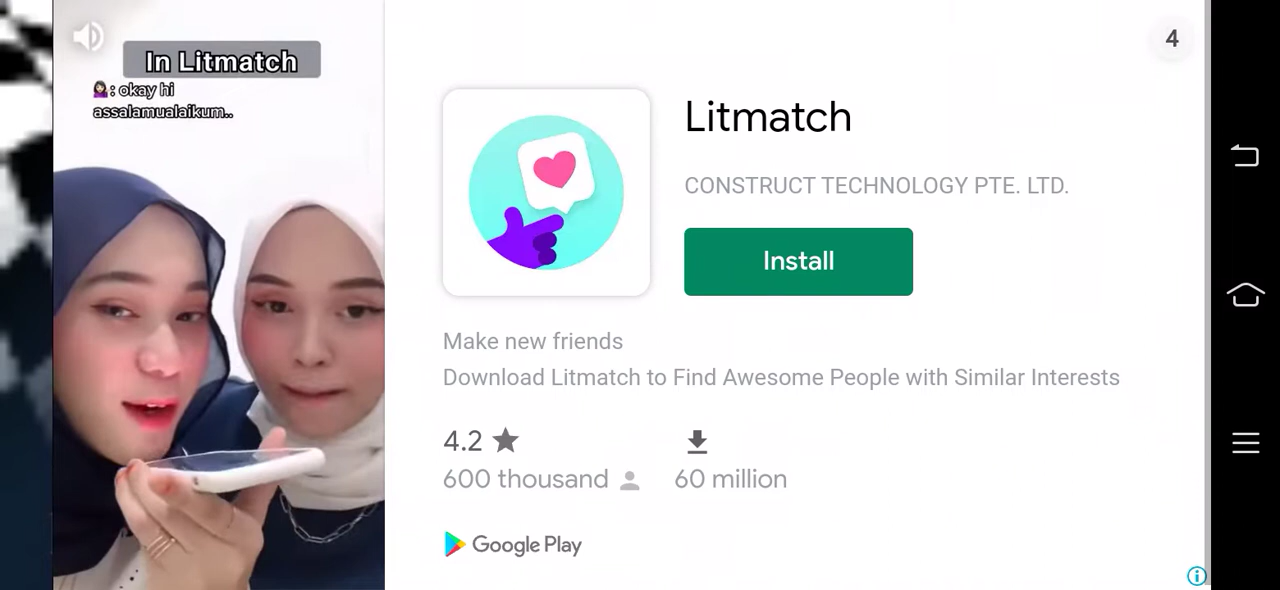 In Litmatch
: okay hi
assalamualaikum..
4
Litmatch
CONSTRUCT TECHNOLOGY PTE. LTD.
Install
Make new friends
Download Litmatch to Find Awesome People with Similar Interests
4.2
600 thousand
60 million
Google Play